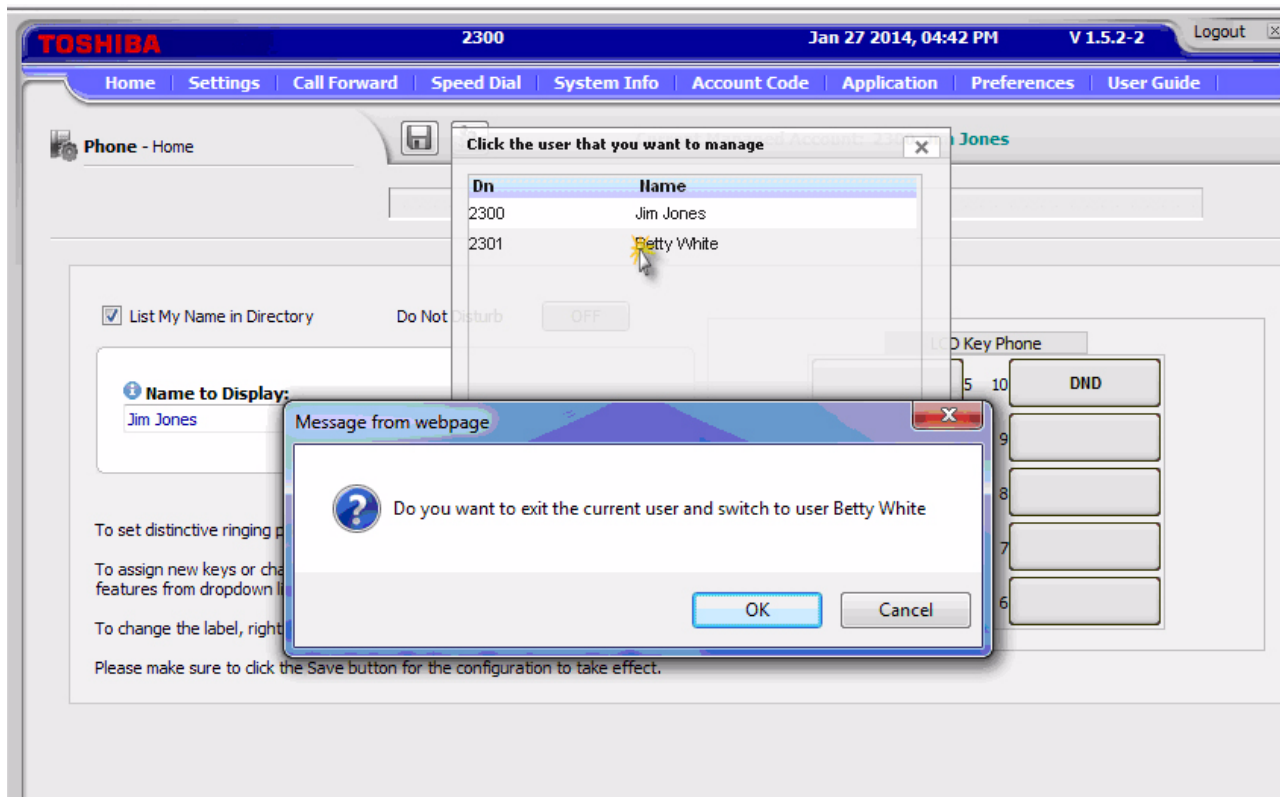 TOSHIBA 2300 Jan 27 2014, 04:42 PM V 1.5.2-2 Logout
Home | Settings | Call Forward | Speed Dial | System Info | Account Code | Application | Preferences | User Guide |
Phone - Home
Jones
Click the user that you want to manage
Dn Name
2300 Jim Jones
2301 Betty White
List My Name in Directory Do Not Disturb OFF
LCD Key Phone
Name to Display:
Jim Jones
5 10 DND
9
8
7
6
Message from webpage
Do you want to exit the current user and switch to user Betty White
OK Cancel
To set distinctive ringing
To assign new keys or
features from dropdown
To change the label, right
Please make sure to click the Save button for the configuration to take effect.